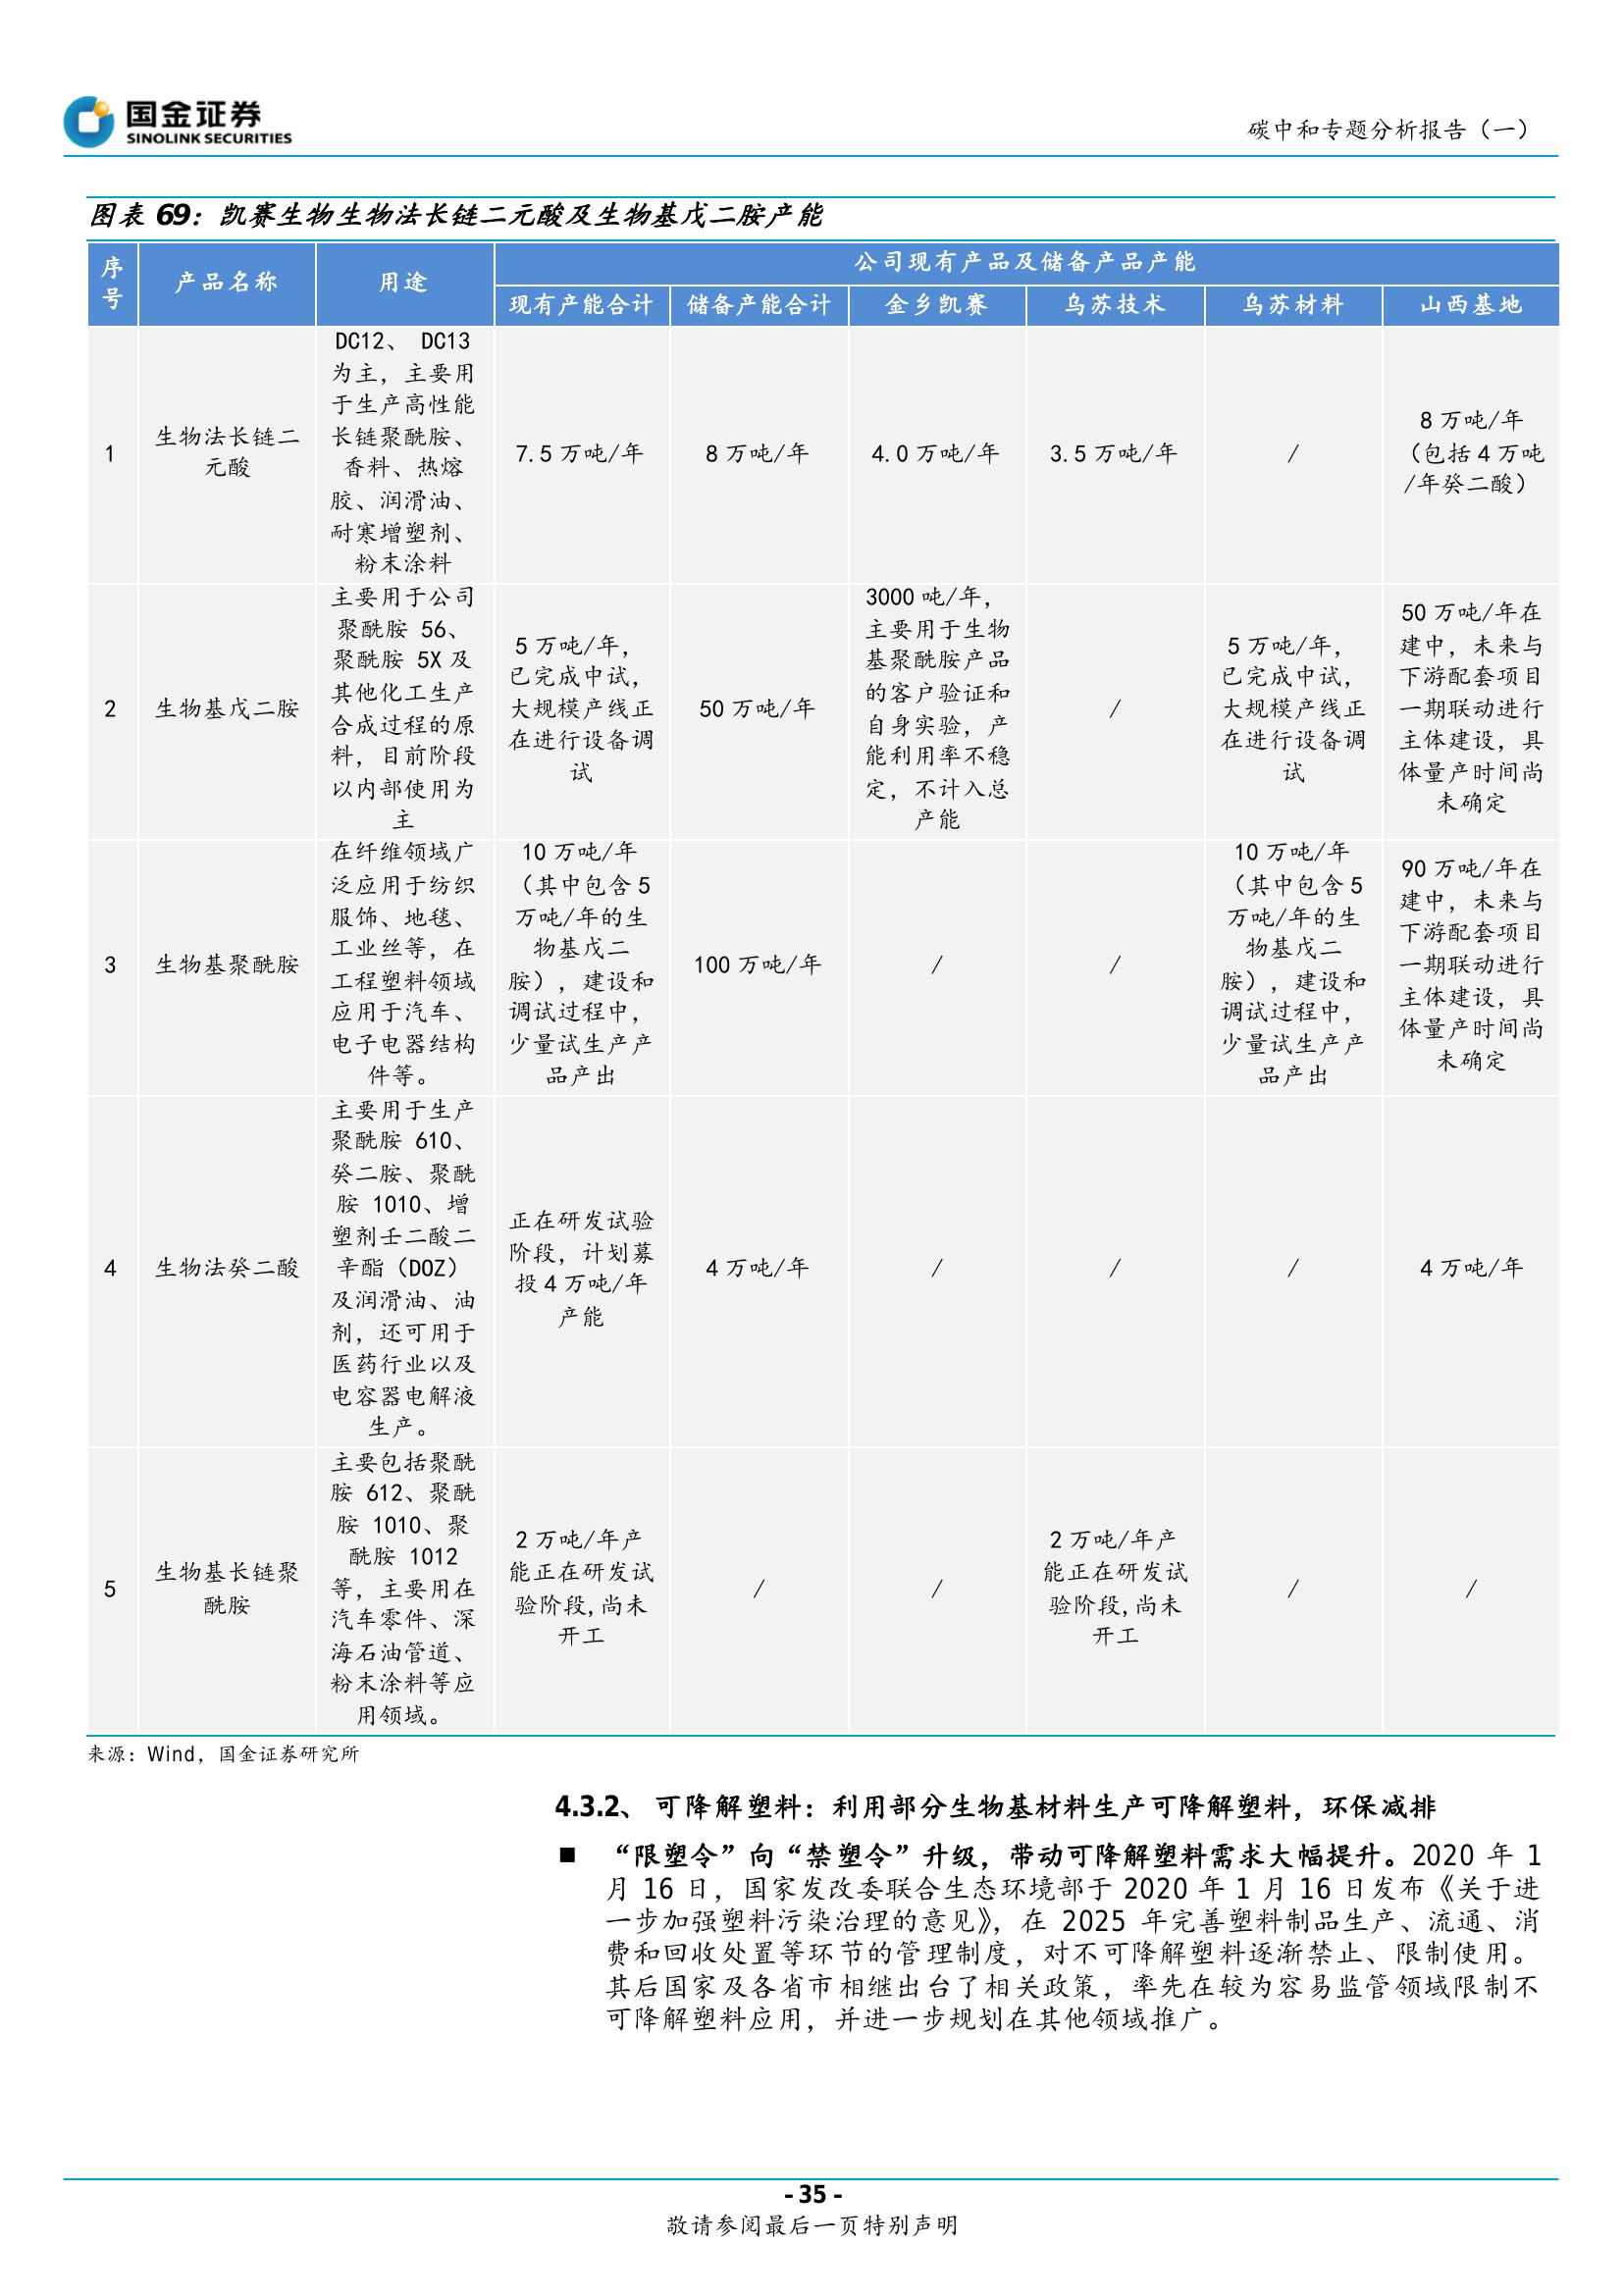 国金证券
SINOLINK SECURITIES
碳中和专题分析报告（一）
图表 69：凯赛生物生物法长链二元酸及生物基戊二胺产能
序号
产品名称
用途
公司现有产品及储备产品产能
现有产能合计
储备产能合计
金乡凯赛
乌苏技术
乌苏材料
山西基地
1
生物法长链二
元酸
DC12、 DC13
为主，主要用
于生产高性能
长链聚酰胺、
香料、热熔
胶、润滑油、
耐寒增塑剂、
粉末涂料
7.5 万吨/年
8 万吨/年
4.0 万吨/年
3.5 万吨/年
/
8 万吨/年
（包括 4 万吨
/年癸二酸）
2
生物基戊二胺
主要用于公司
聚酰胺 56、
聚酰胺 5X 及
其他化工生产
合成过程的原
料，目前阶段
以内部使用为
主
5 万吨/年，
已完成中试，
大规模产线正
在进行设备调
试
50 万吨/年
3000 吨/年，
主要用于生物
基聚酰胺产品
的客户验证和
自身实验，产
能利用率不稳
定，不计入总
产能
/
5 万吨/年，
已完成中试，
大规模产线正
在进行设备调
试
50 万吨/年在
建中，未来与
下游配套项目
一期联动进行
主体建设，具
体量产时间尚
未确定
3
生物基聚酰胺
在纤维领域广
泛应用于纺织
服饰、地毯、
工业丝等，在
工程塑料领域
应用于汽车、
电子电器结构
件等。
10 万吨/年
（其中包含 5
万吨/年的生
物基戊二
胺），建设和
调试过程中，
少量试生产产
品产出
100 万吨/年
/
/
10 万吨/年
（其中包含 5
万吨/年的生
物基戊二
胺），建设和
调试过程中，
少量试生产产
品产出
90 万吨/年在
建中，未来与
下游配套项目
一期联动进行
主体建设，具
体量产时间尚
未确定
4
生物法癸二酸
主要用于生产
聚酰胺 610、
癸二胺、聚酰
胺 1010、增
塑剂壬二酸二
辛酯（DOZ）
及润滑油、油
剂，还可用于
医药行业以及
电容器电解液
生产。
正在研发试验
阶段，计划募
投 4 万吨/年
产能
4 万吨/年
/
/
/
4 万吨/年
5
生物基长链聚
酰胺
主要包括聚酰
胺 612、聚酰
胺 1010、聚
酰胺 1012
等，主要用在
汽车零件、深
海石油管道、
粉末涂料等应
用领域。
2 万吨/年产
能正在研发试
验阶段,尚未
开工
/
/
2 万吨/年产
能正在研发试
验阶段,尚未
开工
/
/
来源：Wind，国金证券研究所
4.3.2、 可降解塑料：利用部分生物基材料生产可降解塑料，环保减排
■ “限塑令”向“禁塑令”升级，带动可降解塑料需求大幅提升。2020 年 1
月 16 日，国家发改委联合生态环境部于 2020 年 1 月 16 日发布《关于进
一步加强塑料污染治理的意见》，在 2025 年完善塑料制品生产、流通、消
费和回收处置等环节的管理制度，对不可降解塑料逐渐禁止、限制使用。
其后国家及各省市相继出台了相关政策，率先在较为容易监管领域限制不
可降解塑料应用，并进一步规划在其他领域推广。
- 35 -
敬请参阅最后一页特别声明